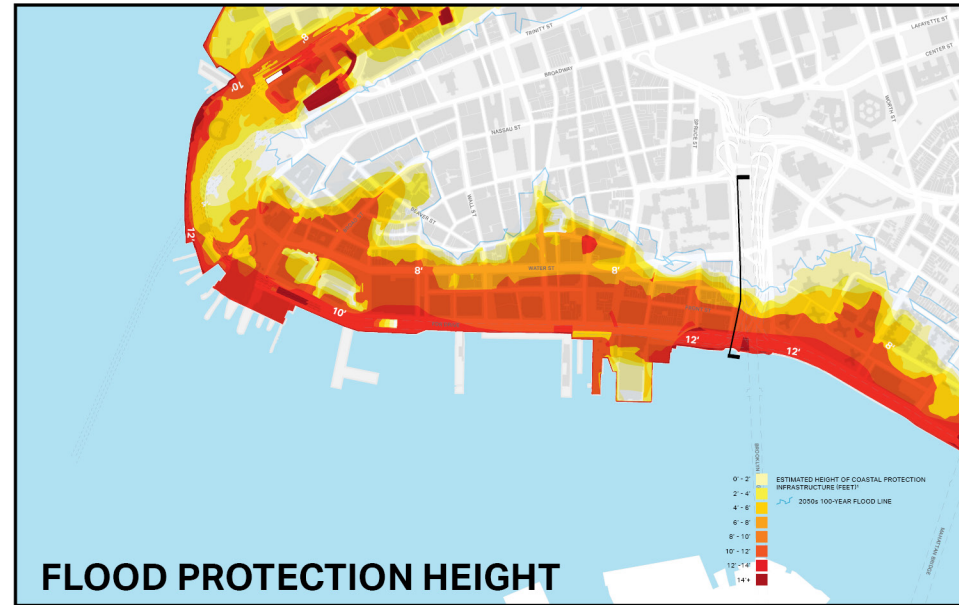 TRINITY ST
LAFAYETTE ST
CENTER ST
BROADWAY
WORTH ST
NASSAU ST
SPRUCE ST
8'
10'
WALL ST
BEAVER ST
12'
8'
WATER ST
8'
10'
12'
12'
8'
BROOKLYN
MANHATTAN BRIDGE
0' - 2'
2' - 4'
4' - 6'
6' - 8'
8' - 10'
10' - 12'
12' - 14'
14'+
ESTIMATED HEIGHT OF COASTAL PROTECTION
INFRASTRUCTURE (FEET)¹
2050s 100-YEAR FLOOD LINE
FLOOD PROTECTION HEIGHT